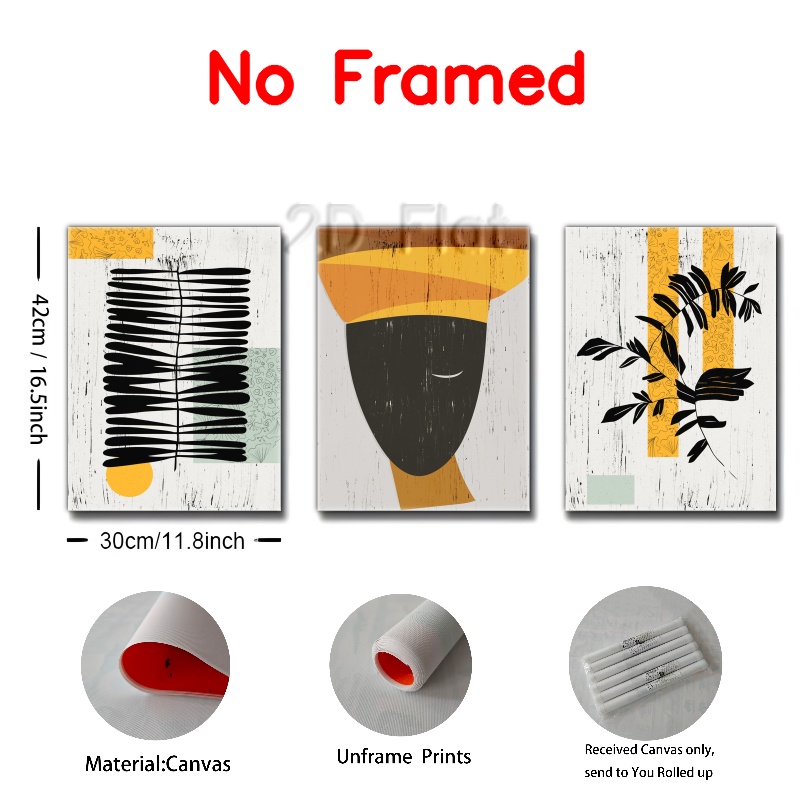 No Framed
2D Flat
42cm / 16.5inch
30cm/11.8inch
Material:Canvas
Unframe Prints
Received Canvas only,
send to You Rolled up